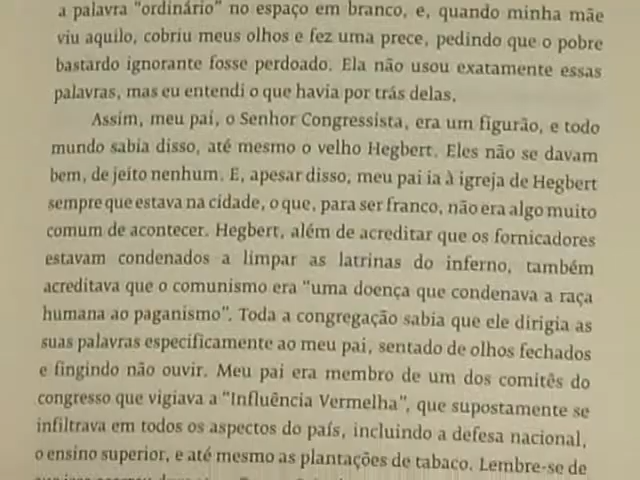 a palavra "ordinário" no espaço em branco, e, quando minha mãe
viu aquilo, cobriu meus olhos e fez uma prece, pedindo que o pobre
bastardo ignorante fosse perdoado. Ela não usou exatamente essas
palavras, mas eu entendi o que havia por trás delas.
Assim, meu pai, o Senhor Congressista, era um figurão, e todo
mundo sabia disso, até mesmo o velho Hegbert. Eles não se davam
bem, de jeito nenhum. E, apesar disso, meu pai ia à igreja de Hegbert
sempre que estava na cidade, o que, para ser franco, não era algo muito
comum de acontecer. Hegbert, além de acreditar que os fornicadores
estavam condenados a limpar as latrinas do inferno, também
acreditava que o comunismo era "uma doença que condenava a raça
humana ao paganismo". Toda a congregação sabia que ele dirigia as
suas palavras especificamente ao meu pai, sentado de olhos fechados
e fingindo não ouvir. Meu pai era membro de um dos comitês do
congresso que vigiava a "Influência Vermelha", que supostamente se
infiltrava em todos os aspectos do país, incluindo a defesa nacional,
o ensino superior, e até mesmo as plantações de tabaco. Lembre-se de